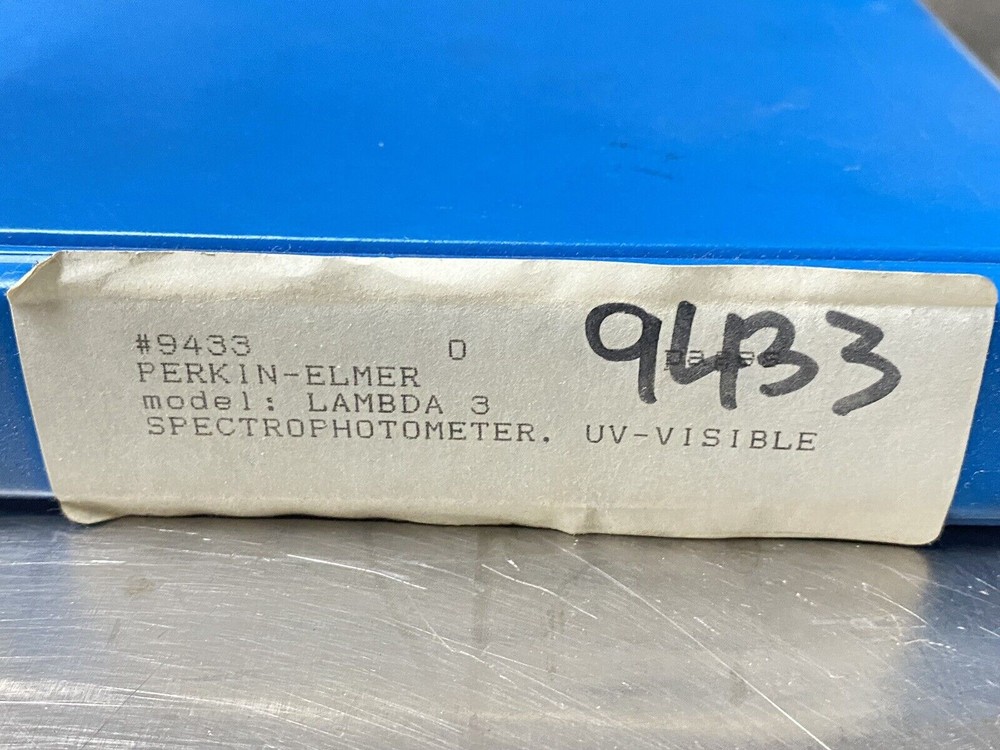 #9433 0 pages
PERKIN-ELMER
model: LAMBDA 3
SPECTROPHOTOMETER. UV-VISIBLE
9433